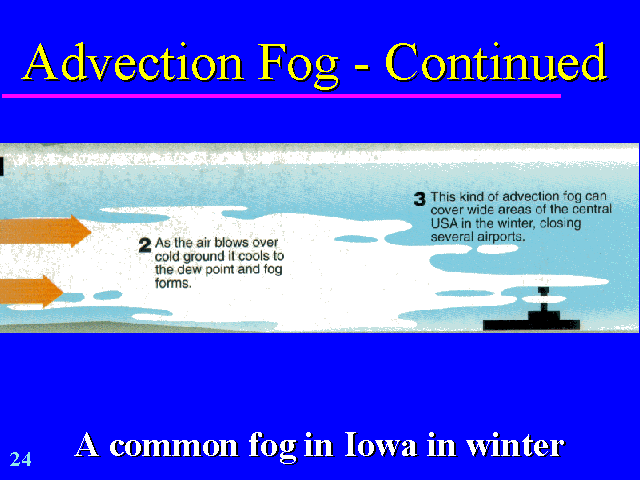 Advection Fog - Continued
2 As the air blows over
cold ground it cools to
the dew point and fog
forms.
3 This kind of advection fog can
cover wide areas of the central
USA in the winter, closing
several airports.
A common fog in Iowa in winter
24